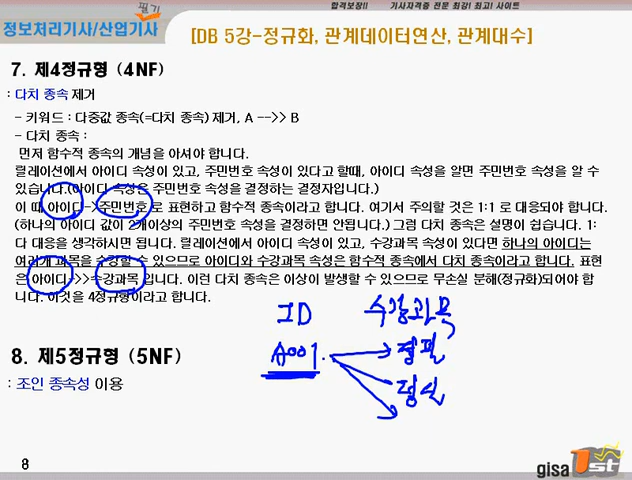 합격보장!! 기사자격증 전문 최강! 최고! 사이트
필기
정보처리기사/산업기사
[DB 5강-정규화, 관계데이터연산, 관계대수]
7. 제4정규형 (4NF)
: 다치 종속 제거
- 키워드 : 다중값 종속(=다치 종속) 제거, A -->> B
- 다치 종속 :
먼저 함수적 종속의 개념을 아셔야 합니다.
릴레이션에서 아이디 속성이 있고, 주민번호 속성이 있다고 할때, 아이디 속성을 알면 주민번호 속성을 알 수
있습니다.(아이디 속성은 주민번호 속성을 결정하는 결정자입니다.)
이 때 아이디->주민번호 로 표현하고 함수적 종속이라고 합니다. 여기서 주의할 것은 1:1 로 대응되야 합니다.
(하나의 아이디 값이 2개이상의 주민번호 속성을 결정하면 안됩니다.) 그럼 다치 종속은 설명이 쉽습니다. 1:
다 대응을 생각하시면 됩니다. 릴레이션에서 아이디 속성이 있고, 수강과목 속성이 있다면 하나의 아이디는
여러개 과목을 수강할 수 있으므로 아이디와 수강과목 속성은 함수적 종속에서 다치 종속이라고 합니다. 표현
은 아이디->>수강과목 입니다. 이런 다치 종속은 이상이 발생할 수 있으므로 무손실 분해(정규화)되어야 합
니다. 이것을 4정규형이라고 합니다.
ID 수강과목
A001 정필
정실
8. 제5정규형 (5NF)
: 조인 종속성 이용
8
gisa 1st